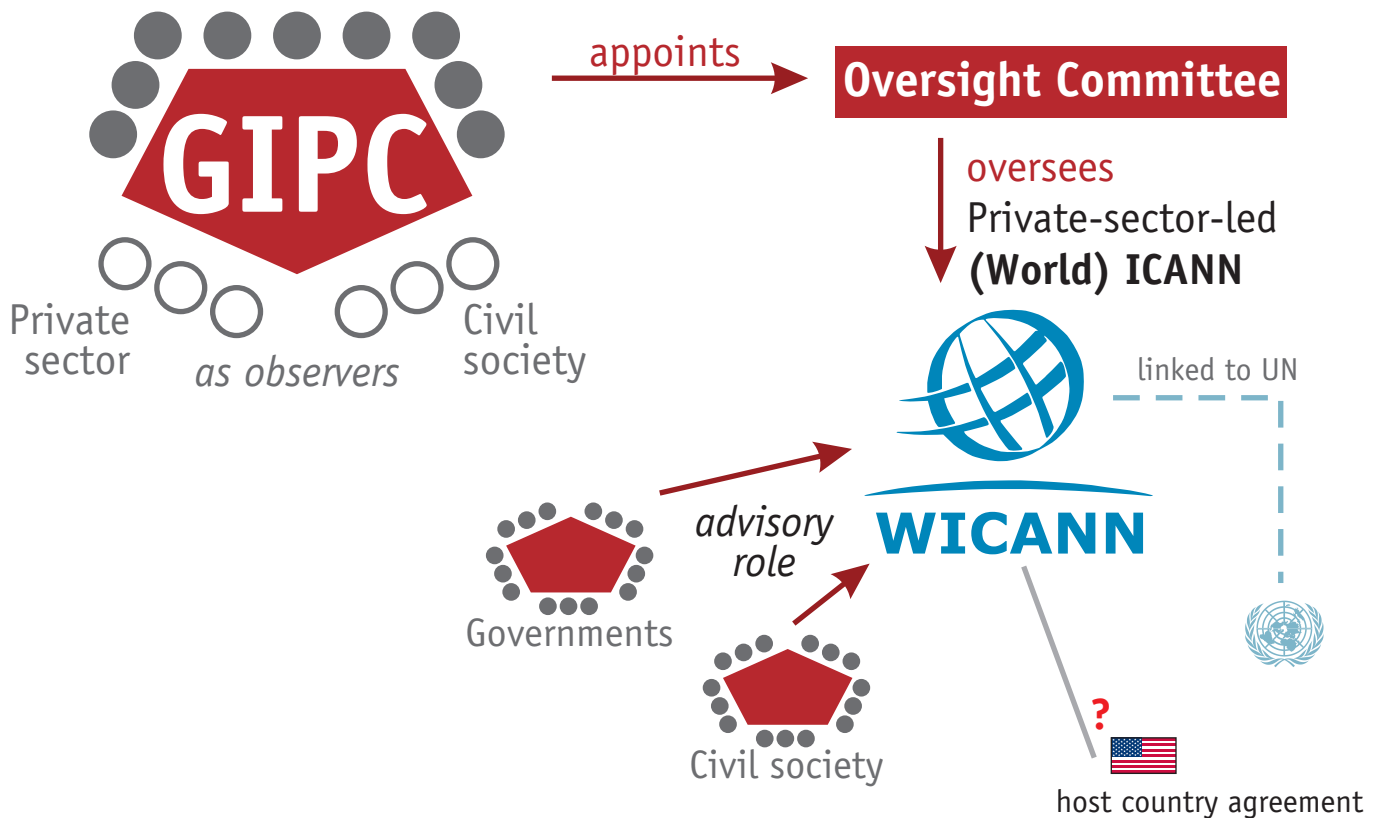 GIPC
appoints
Oversight Committee
oversees
Private-sector-led
(World) ICANN
Private
sector
as observers
Civil
society
linked to UN
WICANN
advisory
role
Governments
Civil society
?
host country agreement